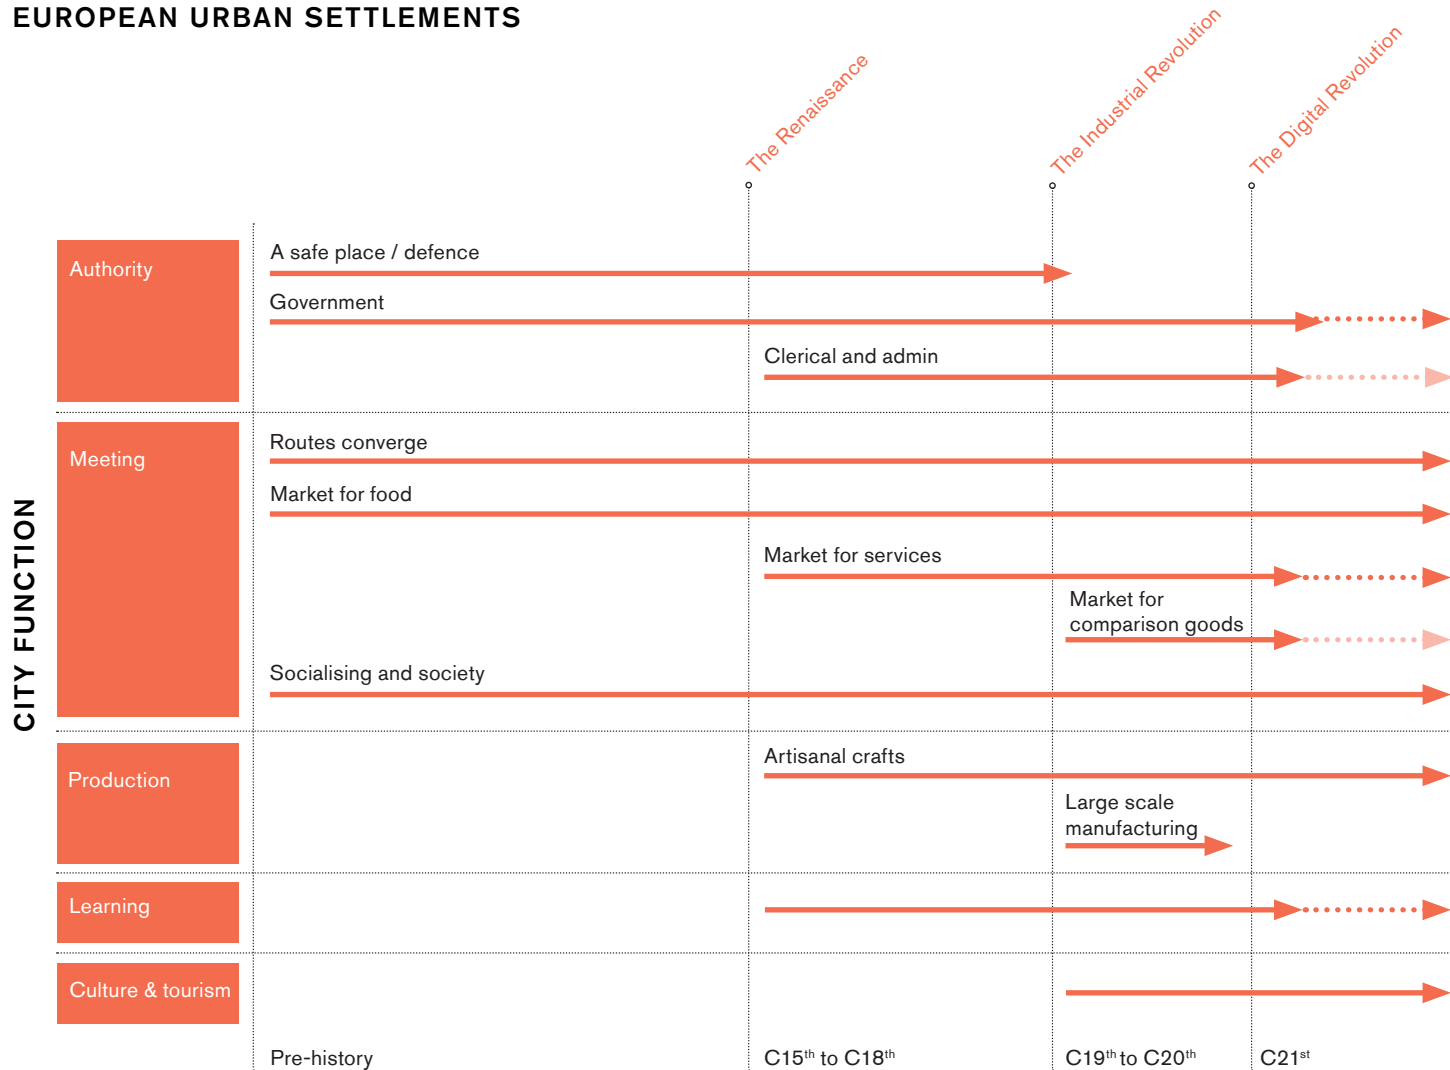 EUROPEAN URBAN SETTLEMENTS
The Renaissance
The Industrial Revolution
The Digital Revolution
CITY FUNCTION
Authority
A safe place / defence
Government
Clerical and admin
Meeting
Routes converge
Market for food
Market for services
Market for
comparison goods
Socialising and society
Production
Artisanal crafts
Large scale
manufacturing
Learning
Culture & tourism
Pre-history
C15th to C18th
C19th to C20th
C21st